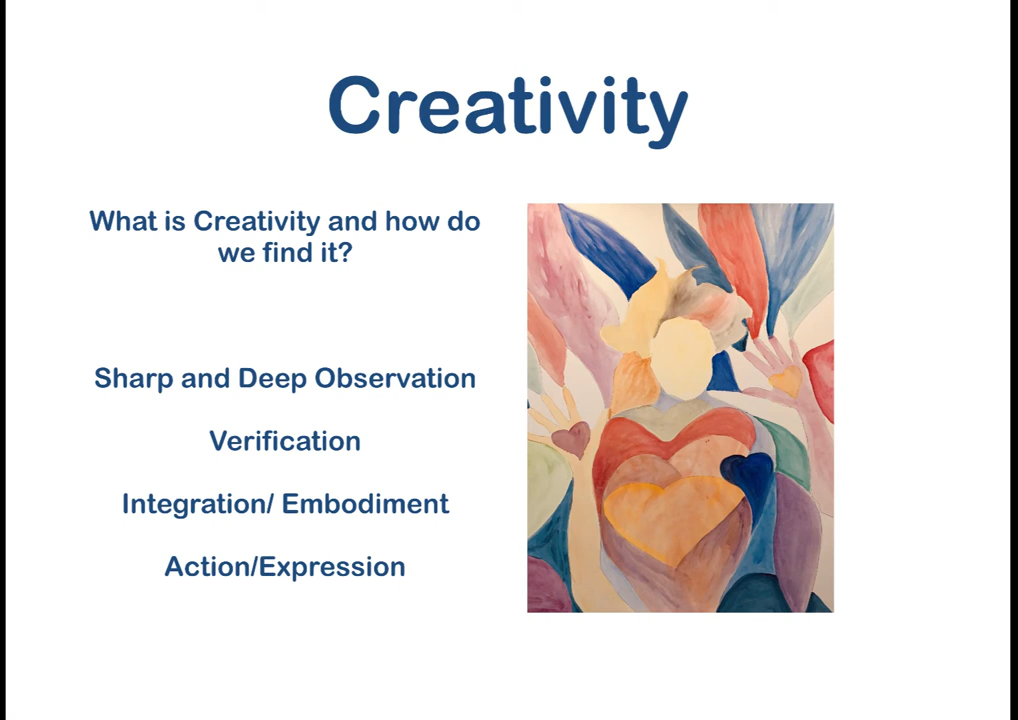 Creativity
What is Creativity and how do
we find it?
Sharp and Deep Observation
Verification
Integration/ Embodiment
Action/Expression